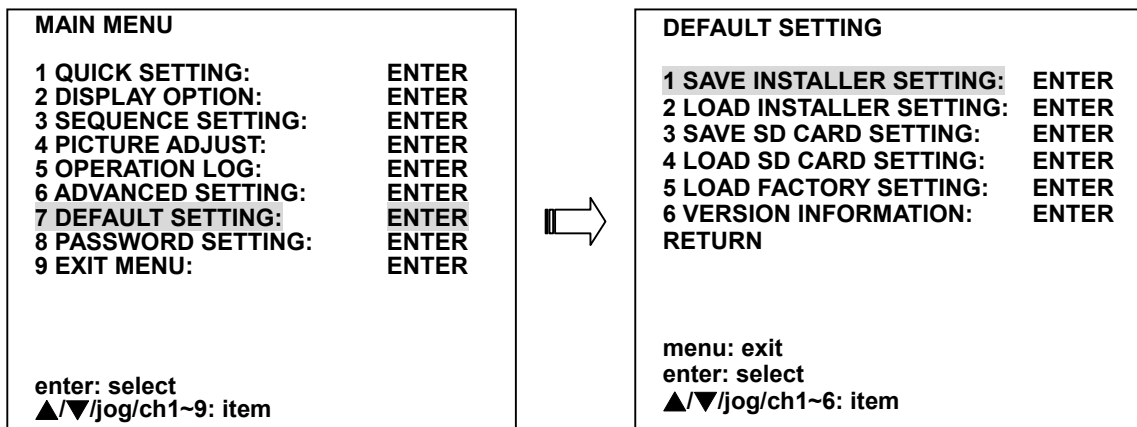 MAIN MENU
1 QUICK SETTING: ENTER
2 DISPLAY OPTION: ENTER
3 SEQUENCE SETTING: ENTER
4 PICTURE ADJUST: ENTER
5 OPERATION LOG: ENTER
6 ADVANCED SETTING: ENTER
7 DEFAULT SETTING: ENTER
8 PASSWORD SETTING: ENTER
9 EXIT MENU: ENTER
enter: select
▲/▼/jog/ch1~9: item
DEFAULT SETTING
1 SAVE INSTALLER SETTING: ENTER
2 LOAD INSTALLER SETTING: ENTER
3 SAVE SD CARD SETTING: ENTER
4 LOAD SD CARD SETTING: ENTER
5 LOAD FACTORY SETTING: ENTER
6 VERSION INFORMATION: ENTER
RETURN
menu: exit
enter: select
▲/▼/jog/ch1~6: item